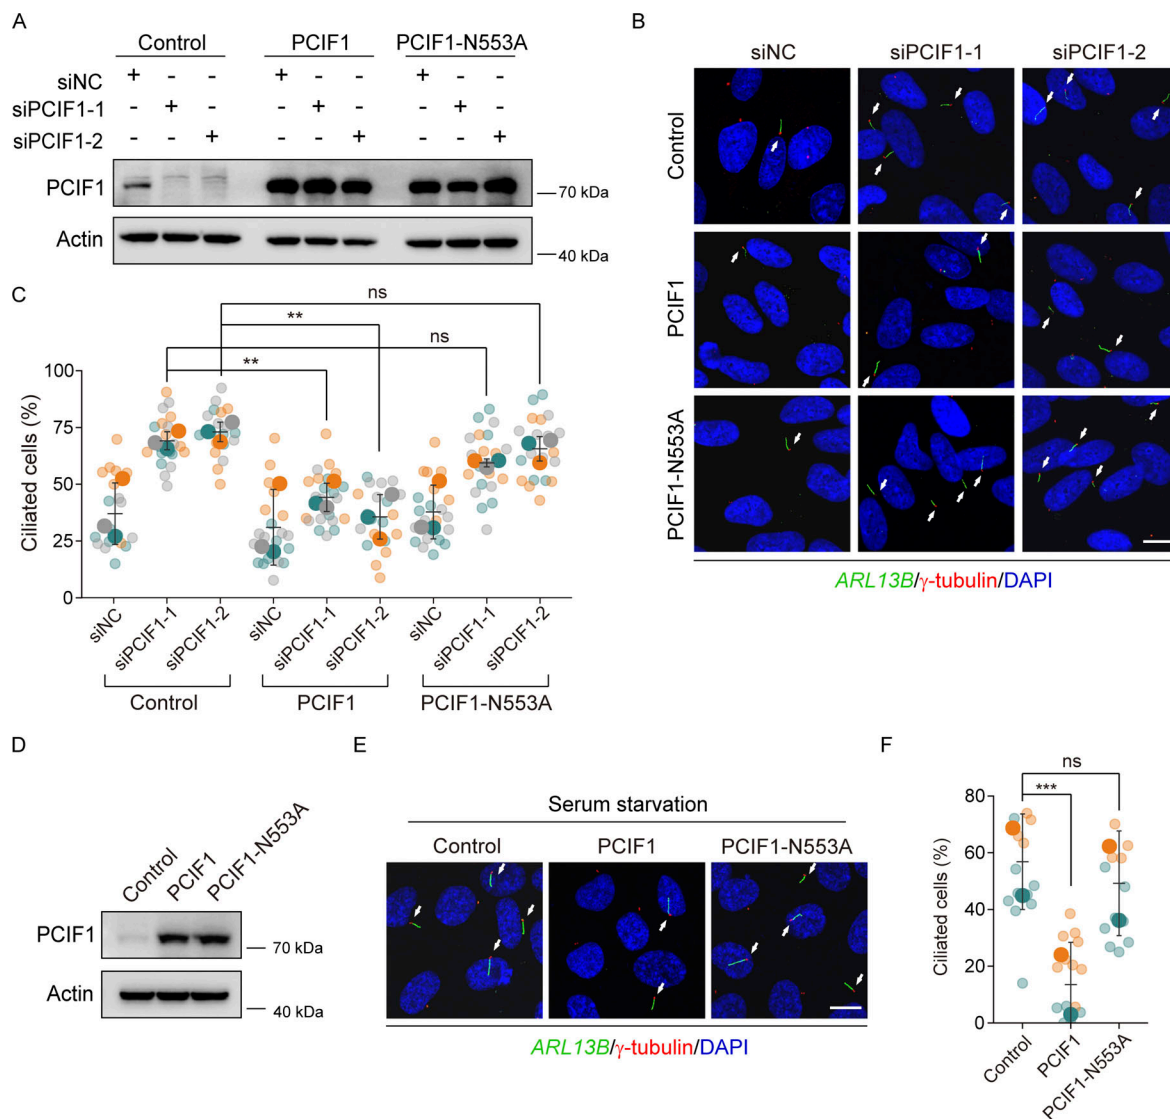 A
Control PCIF1 PCIF1-N553A
siNC + - - + - - + - -
siPCIF1-1 - + - - + - - + -
siPCIF1-2 - - + - - + - - +
PCIF1
70 kDa
Actin
40 kDa
B
siNC siPCIF1-1 siPCIF1-2
Control
PCIF1
PCIF1-N553A
ARL13B/γ-tubulin/DAPI
C
ns
**
ns
**
Ciliated cells (%)
100
75
50
25
0
siNC siPCIF1-1 siPCIF1-2 siNC siPCIF1-1 siPCIF1-2 siNC siPCIF1-1 siPCIF1-2
Control PCIF1 PCIF1-N553A
D
Control PCIF1 PCIF1-N553A
PCIF1
70 kDa
Actin
40 kDa
E
Serum starvation
Control PCIF1 PCIF1-N553A
ARL13B/γ-tubulin/DAPI
F
ns
***
Ciliated cells (%)
80
60
40
20
0
Control PCIF1 PCIF1-N553A